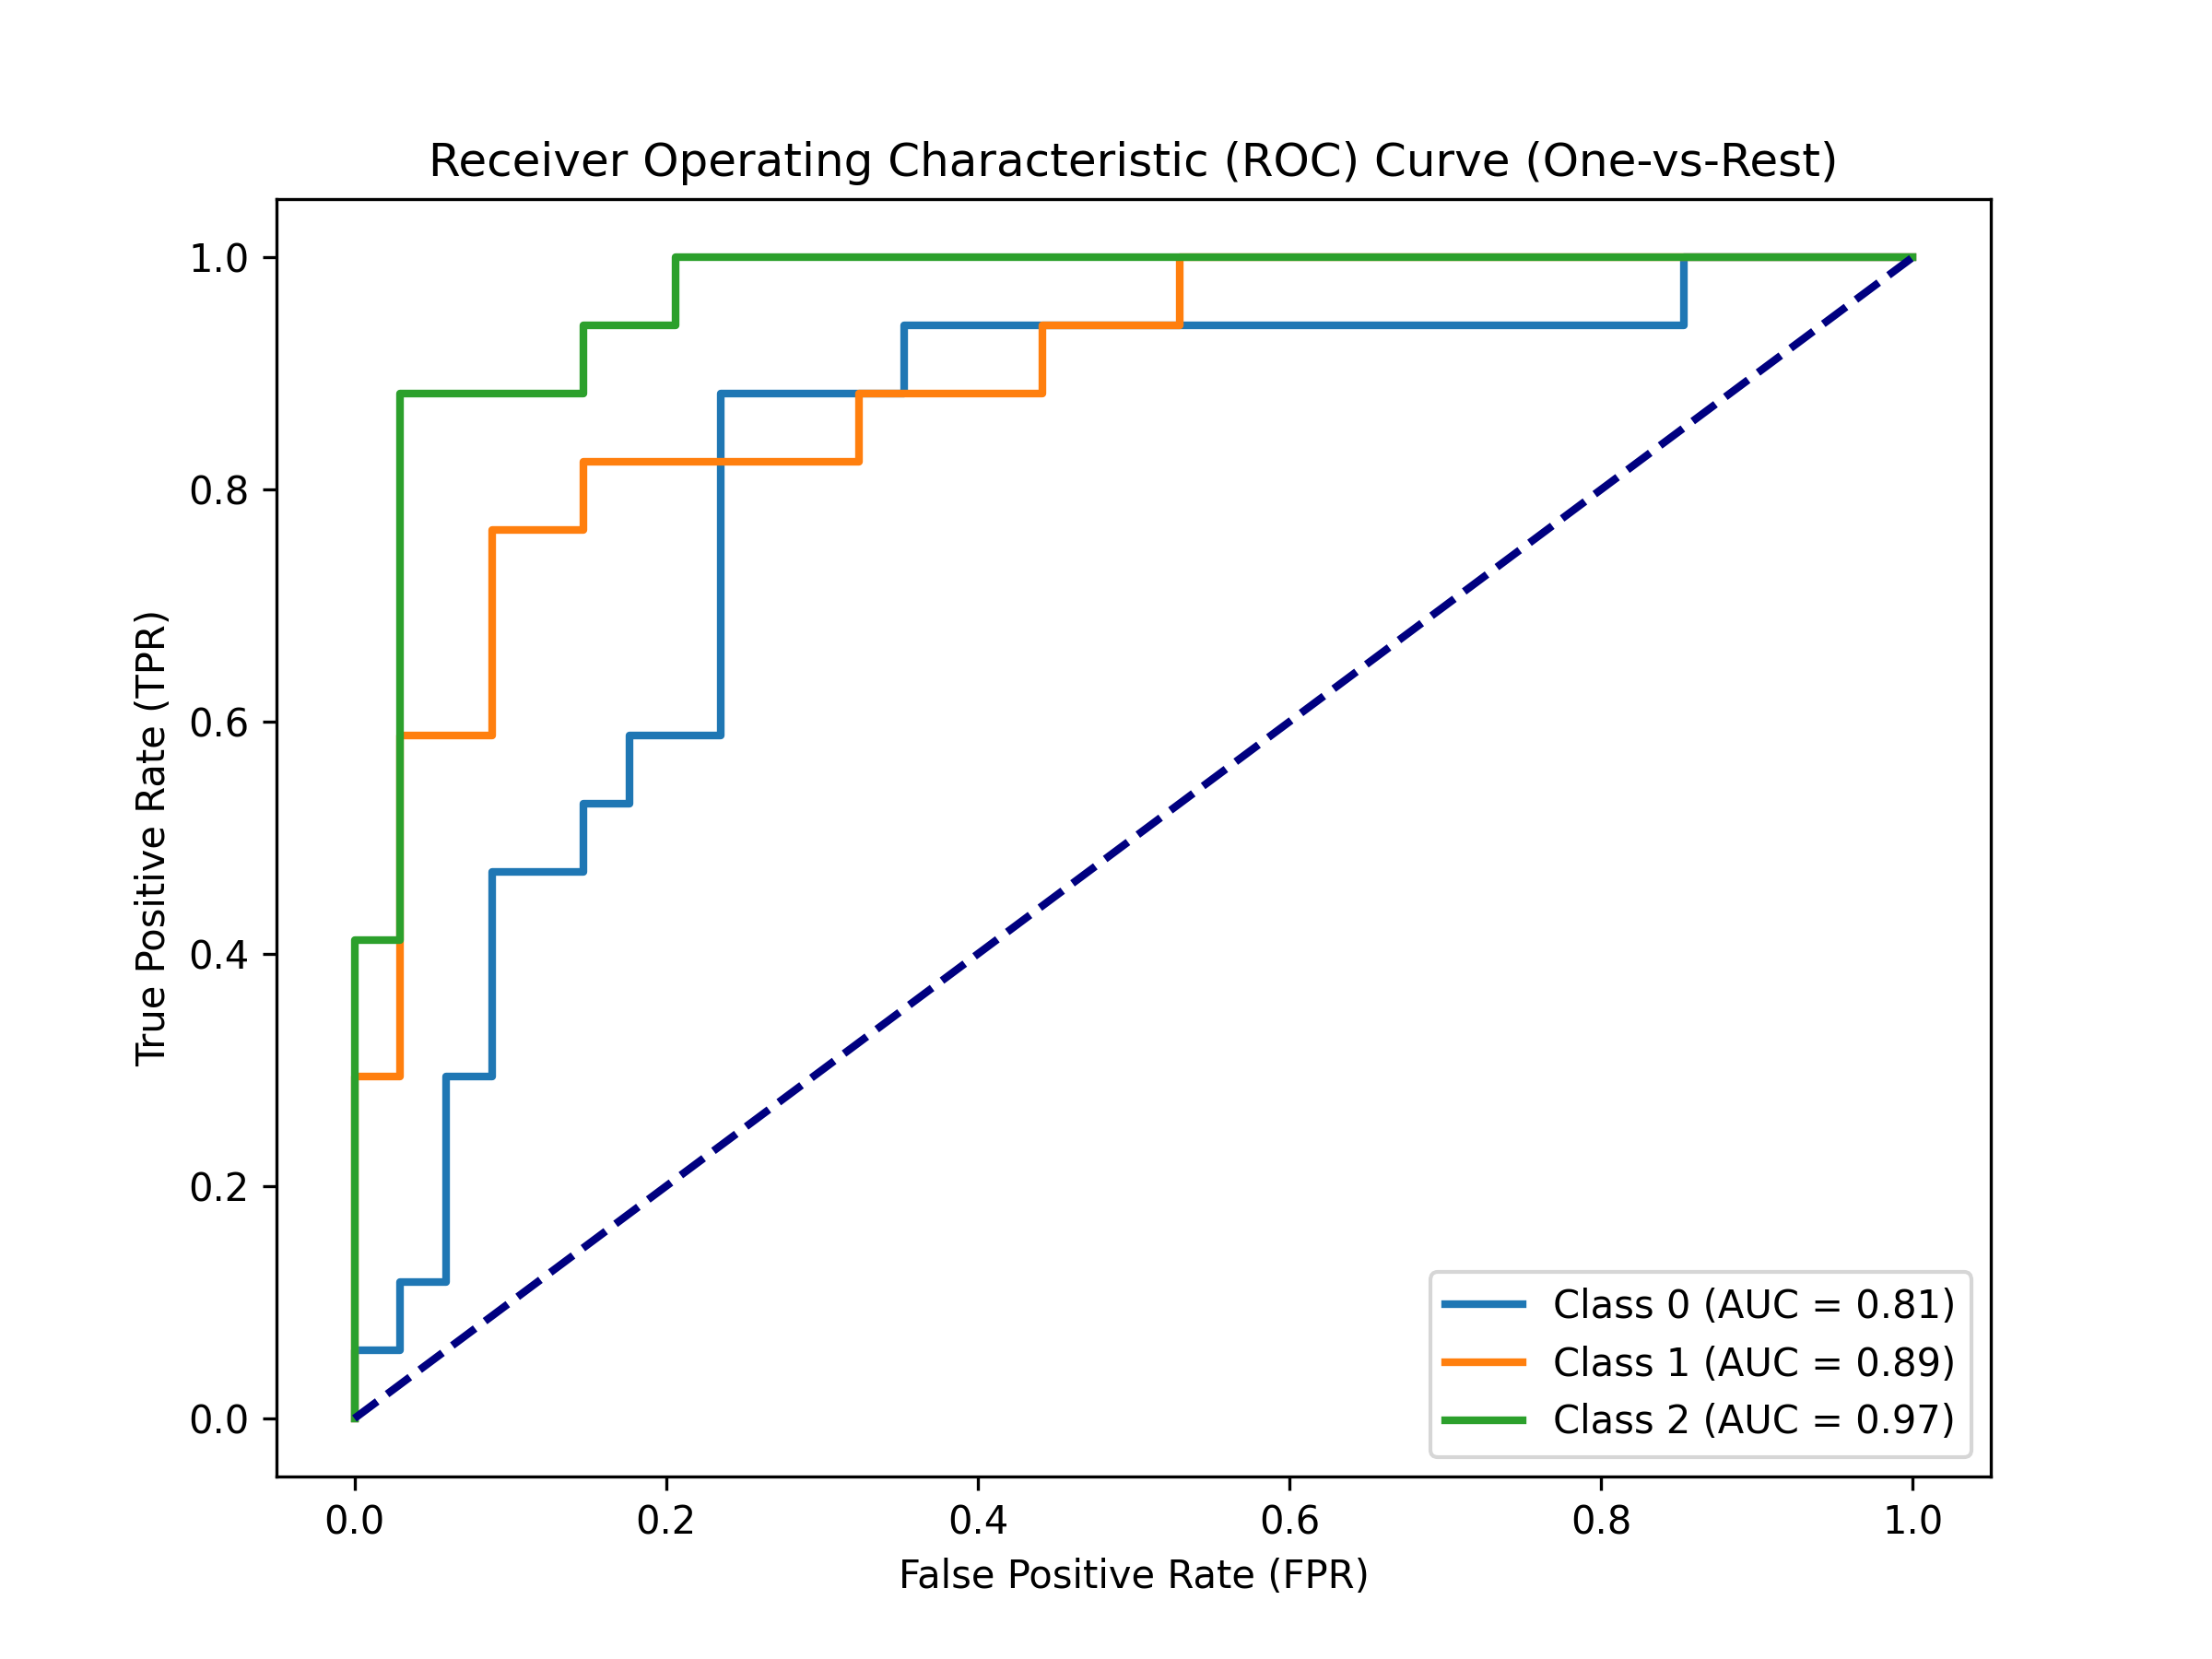 Receiver Operating Characteristic (ROC) Curve (One-vs-Rest)
1.0
0.8
0.6
0.4
0.2
0.0
True Positive Rate (TPR)
0.0 0.2 0.4 0.6 0.8 1.0
False Positive Rate (FPR)
Class 0 (AUC = 0.81)
Class 1 (AUC = 0.89)
Class 2 (AUC = 0.97)